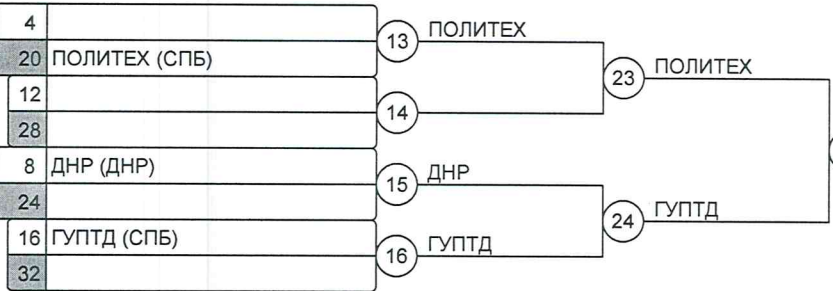 4
13 ПОЛИТЕХ
20 ПОЛИТЕХ (СПБ)
23 ПОЛИТЕХ
12
14
28
8 ДНР (ДНР)
15 ДНР
24
24 ГУПТД
16 ГУПТД (СПБ)
16 ГУПТД
32